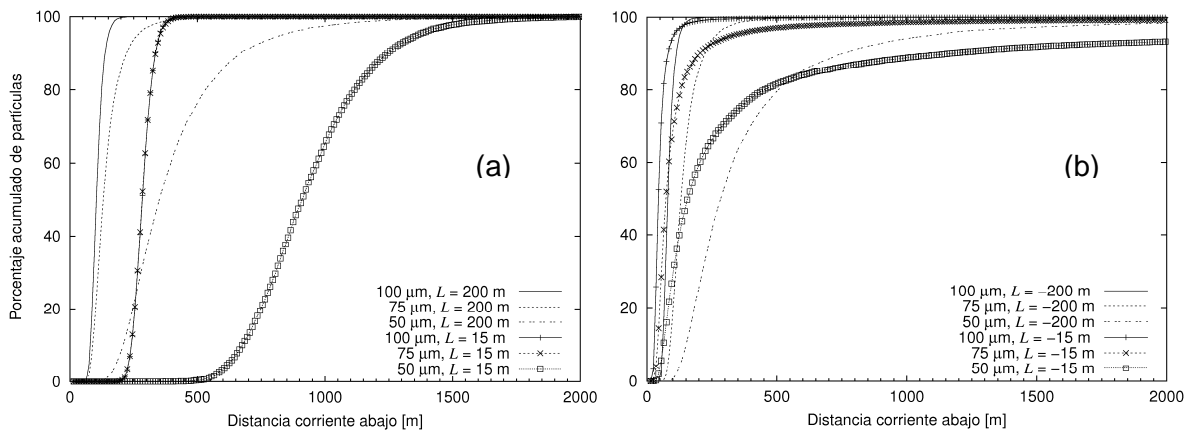 100
80
60
40
20
0
Porcentaje acumulado de partículas
(a)
100 μm, L = 200 m
75 μm, L = 200 m
50 μm, L = 200 m
100 μm, L = 15 m
75 μm, L = 15 m
50 μm, L = 15 m
0 500 1000 1500 2000
Distancia corriente abajo [m]
100
80
60
40
20
0
(b)
100 μm, L = −200 m
75 μm, L = −200 m
50 μm, L = −200 m
100 μm, L = −15 m
75 μm, L = −15 m
50 μm, L = −15 m
0 500 1000 1500 2000
Distancia corriente abajo [m]